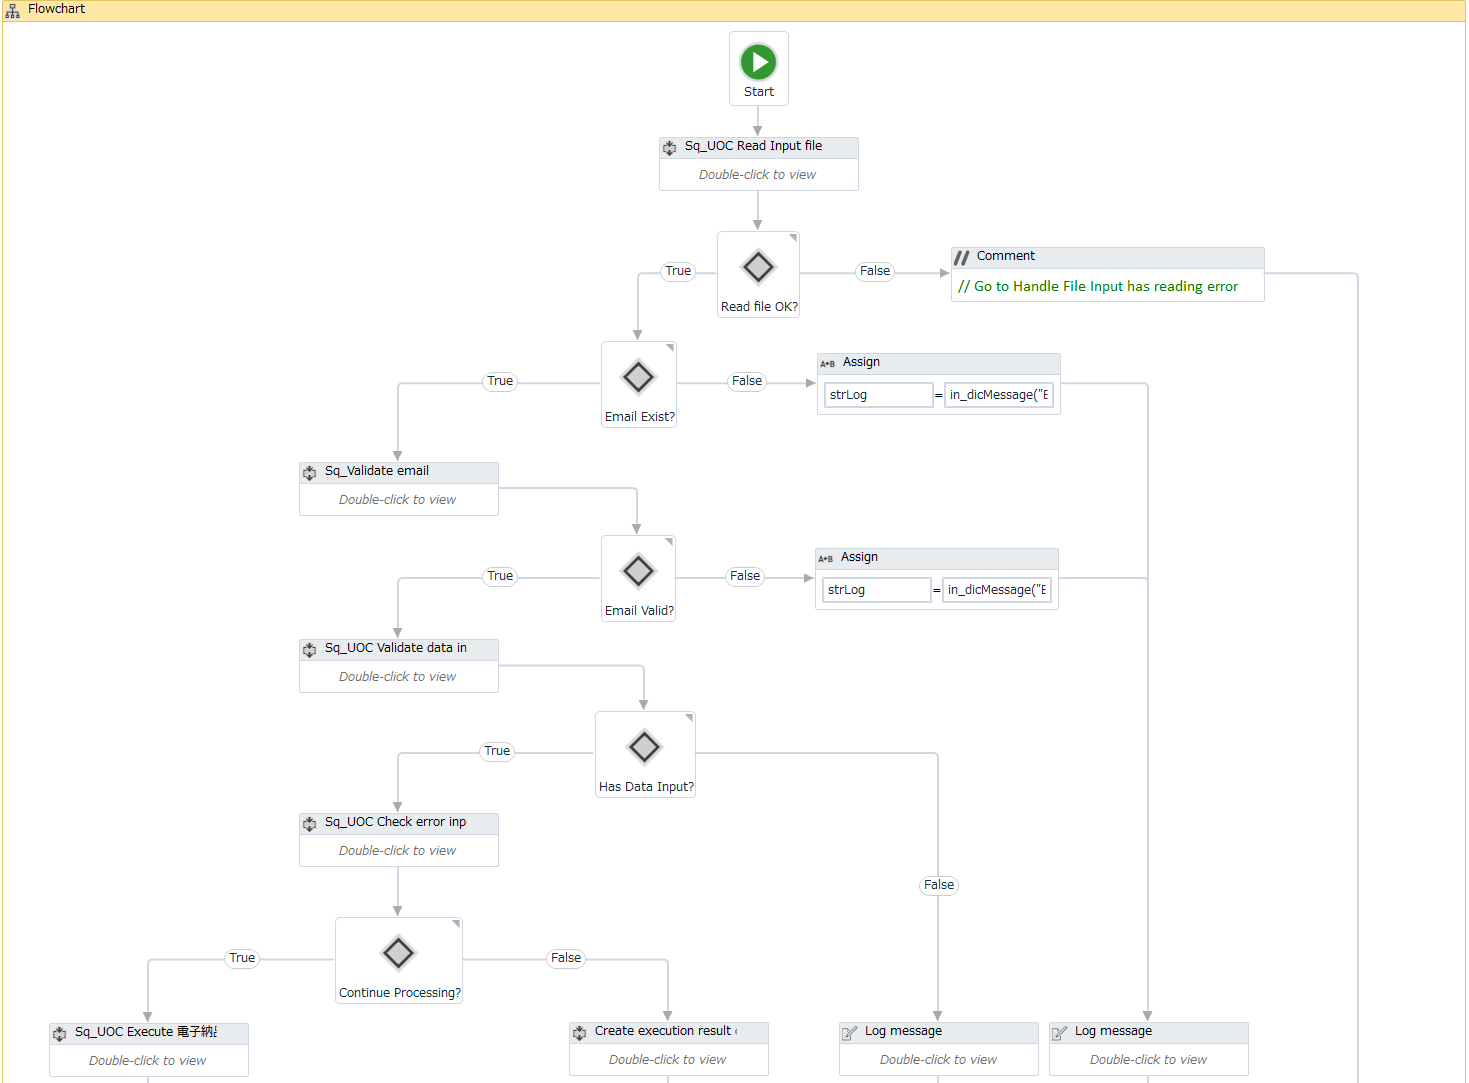 Flowchart
Start
Sq_UOC Read Input file
Double-click to view
Read file OK?
True
False
Comment
// Go to Handle File Input has reading error
Email Exist?
True
False
Assign
strLog = in_dicMessage("E
Sq_Validate email
Double-click to view
Email Valid?
True
False
Assign
strLog = in_dicMessage("E
Sq_UOC Validate data in
Double-click to view
Has Data Input?
True
False
Sq_UOC Check error inp
Double-click to view
Continue Processing?
True
False
Sq_UOC Execute 電子納
Double-click to view
Create execution result
Double-click to view
Log message
Double-click to view
Log message
Double-click to view